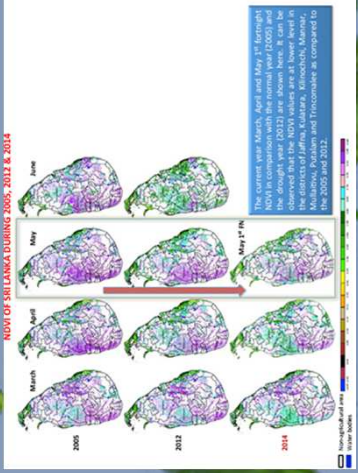 NDVI OF SRI LANKA DURING 2005, 2012 & 2014
March
April
May
June
2005
2012
2014
May 1st FN
The current year March, April and May 1st fortnight
NDVI in comparison with the normal year (2005) and
the drought year (2012) are shown here. It can be
observed that the NDVI values are at lower level in
the districts of Jaffna, Kulatara, Kilinochchi, Mannar,
Mullaitivu, Putalam and Trincomalee as compared to
the 2005 and 2012.
Non-agricultural area
Water bodies